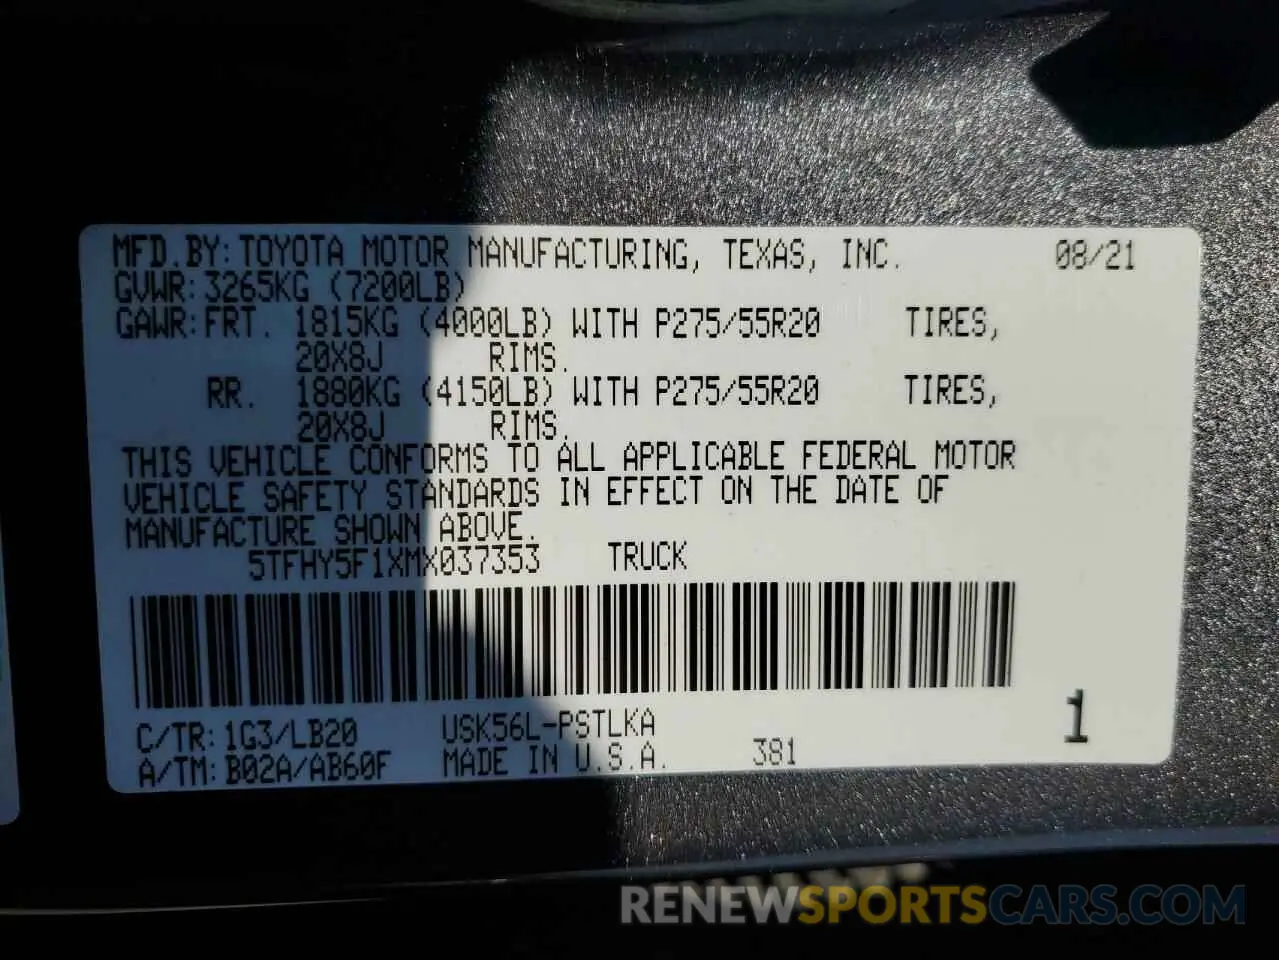 MFD.BY:TOYOTA MOTOR MANUFACTURING, TEXAS, INC. 08/21
GVWR:3265KG (7200LB)
GAWR:FRT. 1815KG (4000LB) WITH P275/55R20 TIRES,
20X8J RIMS.
RR. 1880KG (4150LB) WITH P275/55R20 TIRES,
20X8J RIMS.
THIS VEHICLE CONFORMS TO ALL APPLICABLE FEDERAL MOTOR
VEHICLE SAFETY STANDARDS IN EFFECT ON THE DATE OF
MANUFACTURE SHOWN ABOVE.
5TFHY5F1XMX037353 TRUCK
C/TR:1G3/LB20 USK56L-PSTLKA
A/TM:B02A/AB60F MADE IN U.S.A. 381 1
RENEWSPORTSCARS.COM